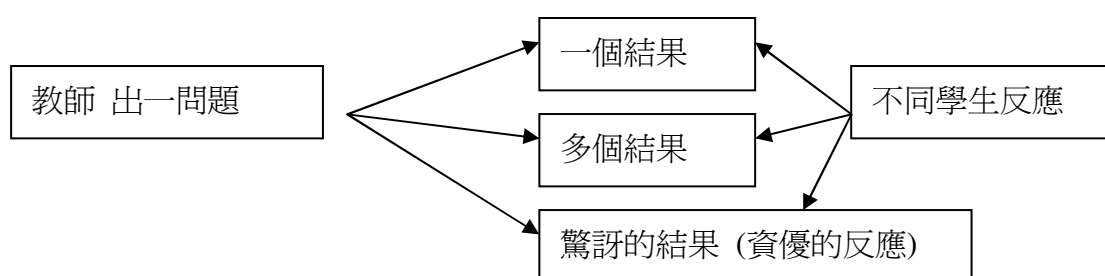 教師 出一問題
一個結果
多個結果
驚訝的結果 (資優的反應)
不同學生反應